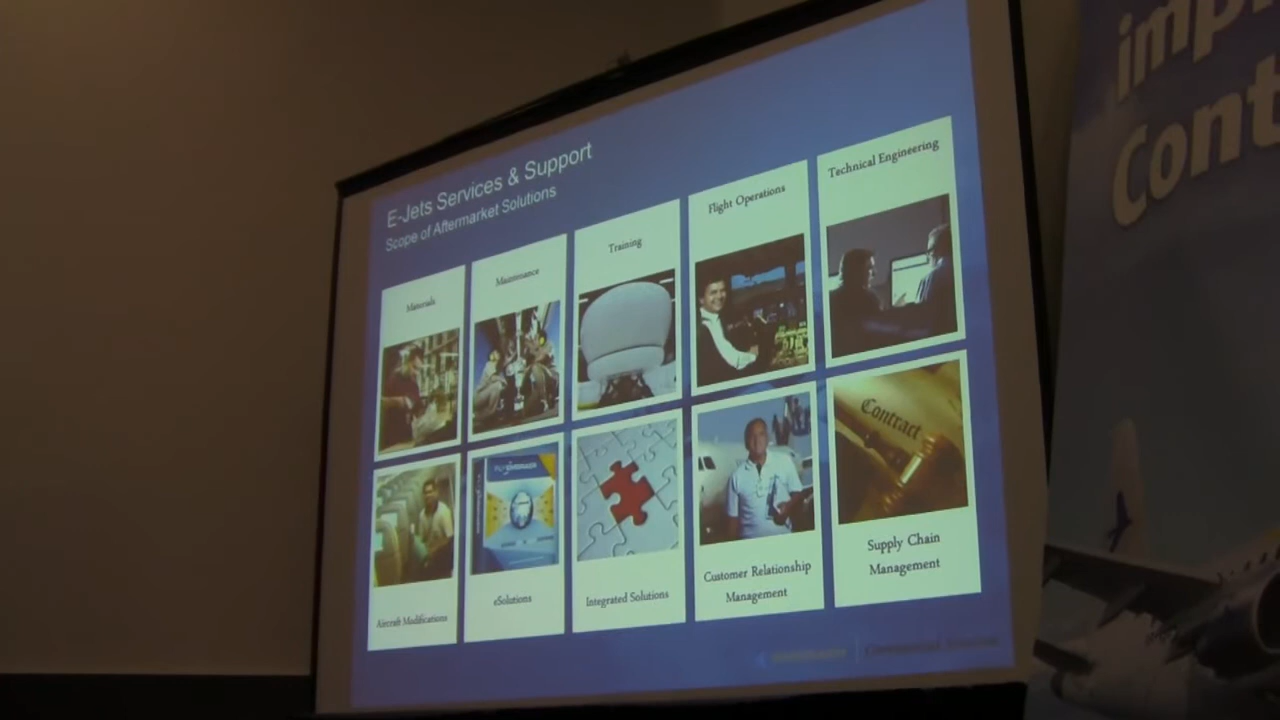 E-Jets Services & Support
Scope of Aftermarket Solutions
Materials
Maintenance
Training
Flight Operations
Technical Engineering
Contract
Aircraft Modifications
eSolutions
Integrated Solutions
Customer Relationship
Management
Supply Chain
Management
Cont